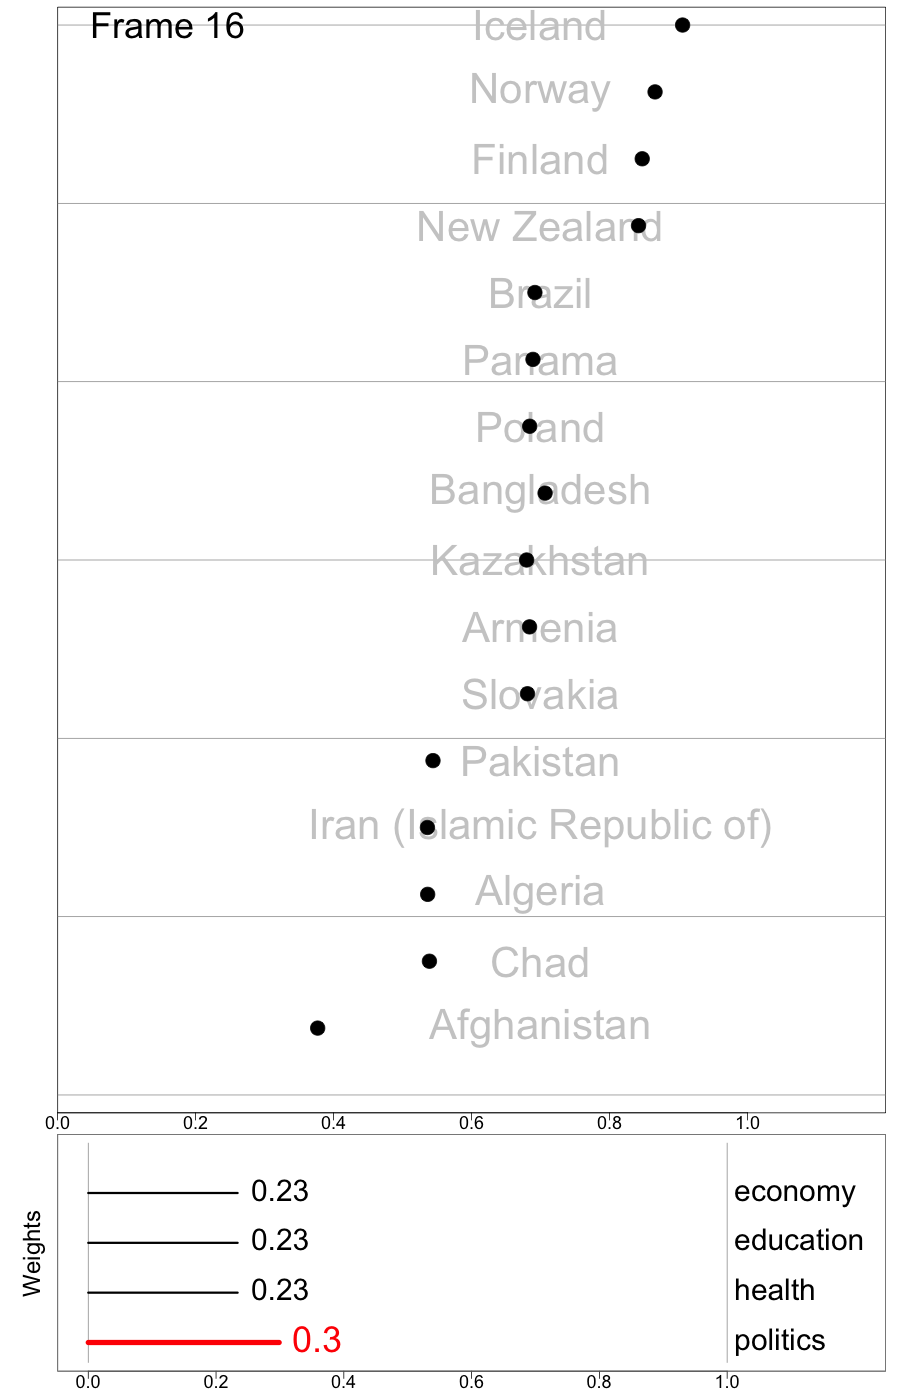 Frame 16
Iceland
Norway
Finland
New Zealand
Brazil
Panama
Poland
Bangladesh
Kazakhstan
Armenia
Slovakia
Pakistan
Iran (Islamic Republic of)
Algeria
Chad
Afghanistan
0.0 0.2 0.4 0.6 0.8 1.0
Weights
0.23 economy
0.23 education
0.23 health
0.3 politics
0.0 0.2 0.4 0.6 0.8 1.0